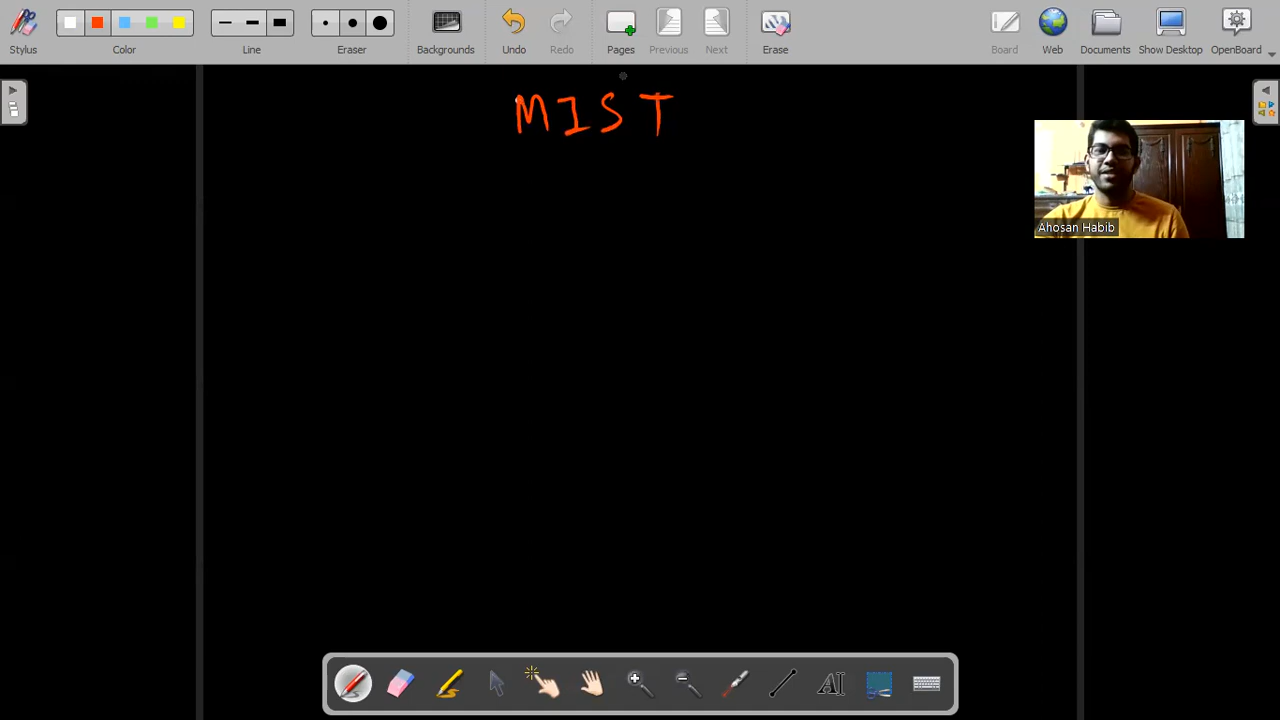 Stylus Color Line Eraser Backgrounds Undo Redo Pages Previous Next Erase Board Web Documents Show Desktop OpenBoard
MIST
Ahosan Habib
AI